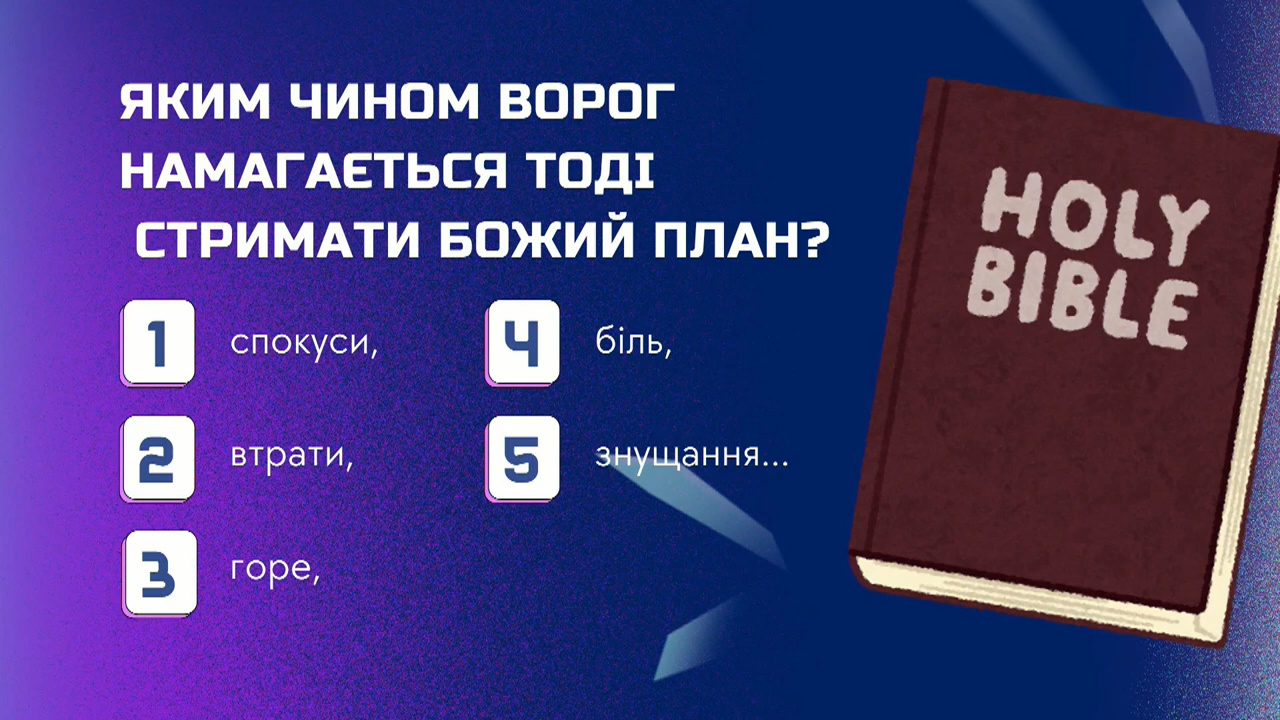 ЯКИМ ЧИНОМ ВОРОГ
НАМАГАЄТЬСЯ ТОДІ
СТРИМАТИ БОЖИЙ ПЛАН?
1 спокуси,
2 втрати,
3 горе,
4 біль,
5 знущання...
HOLY
BIBLE